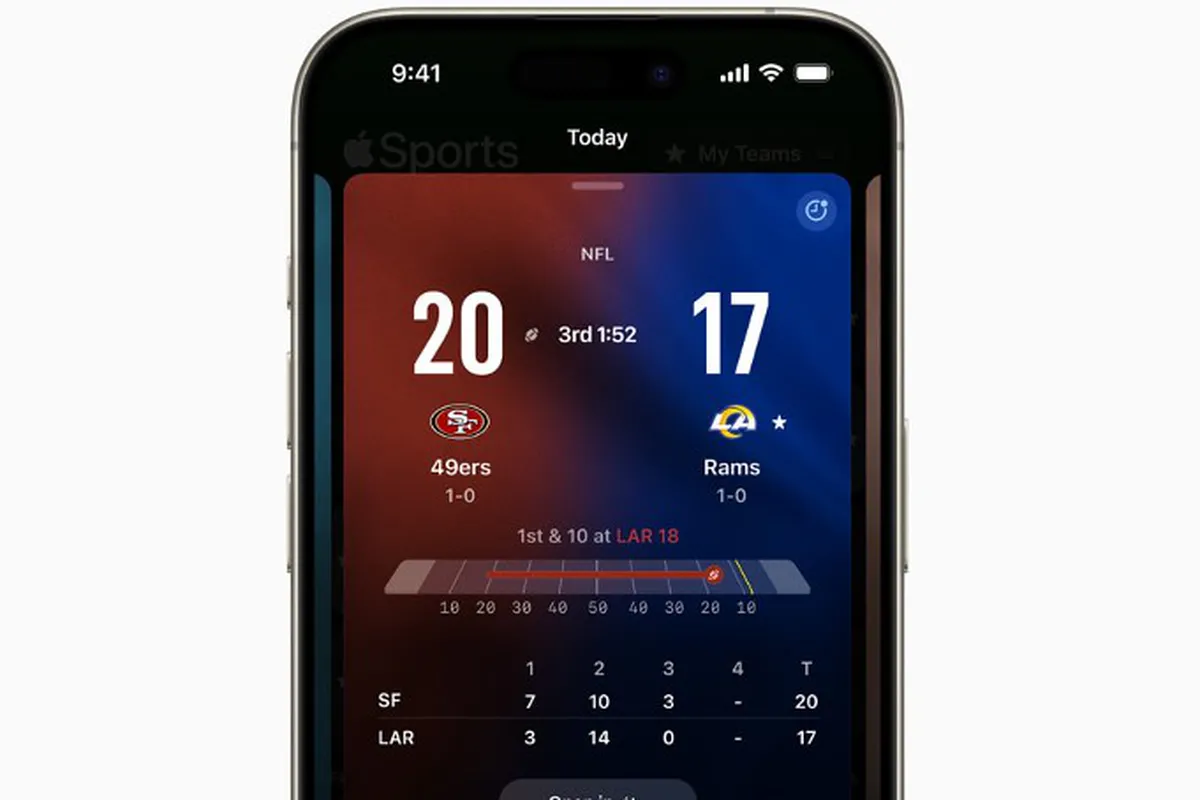 9:41
Today
Sports
★ My Teams
NFL
20 3rd 1:52 17
SF LA ★
49ers Rams
1-0 1-0
1st & 10 at LAR 18
10 20 30 40 50 40 30 20 10
1 2 3 4 T
SF 7 10 3 - 20
LAR 3 14 0 - 17